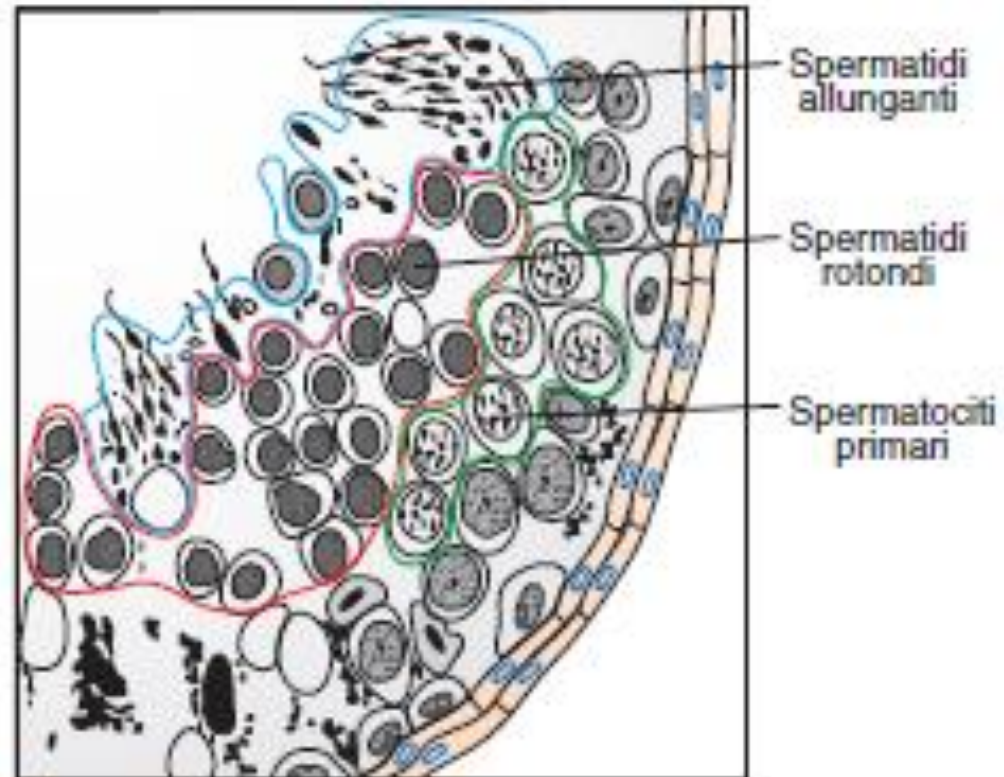 Spermatidi
allunganti
Spermatidi
rotondi
Spermatociti
primari